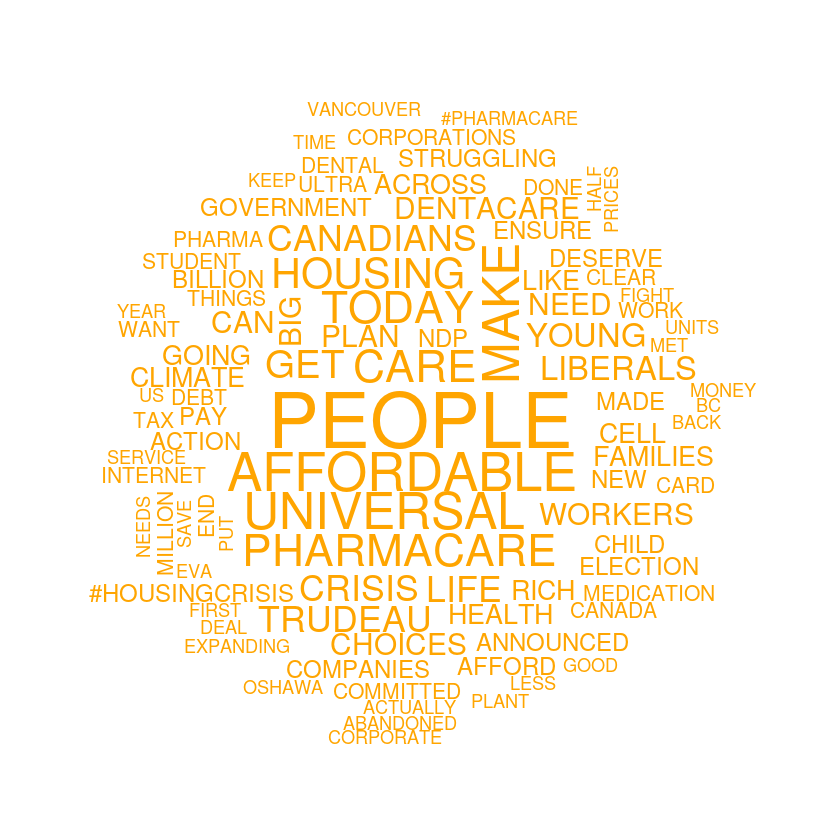 VANCOUVER
#PHARMACARE
TIME
CORPORATIONS
DENTAL
STRUGGLING
KEEP
ULTRA
ACROSS
DONE
HALF
PRICES
GOVERNMENT
DENTACARE
ENSURE
PHARMA
CANADIANS
MAKE
DESERVE
STUDENT
BILLION
HOUSING
LIKE
CLEAR
THINGS
TODAY
NEED
FIGHT
WORK
YEAR
WANT
CAN
BIG
PLAN
NDP
YOUNG
UNITS
MET
GOING
GET
CARE
LIBERALS
CLIMATE
US
DEBT
PEOPLE
MADE
MONEY
BC
TAX
PAY
BACK
ACTION
CELL
SERVICE
FAMILIES
INTERNET
AFFORDABLE
NEW
CARD
NEEDS
MILLION
SAVE
END
PUT
UNIVERSAL
WORKERS
PHARMACARE
CHILD
EVA
ELECTION
#HOUSINGCRISIS
CRISIS
LIFE
RICH
MEDICATION
FIRST
TRUDEAU
HEALTH
CANADA
DEAL
EXPANDING
CHOICES
ANNOUNCED
COMPANIES
AFFORD
GOOD
OSHAWA
COMMITTED
LESS
ACTUALLY
PLANT
ABANDONED
CORPORATE